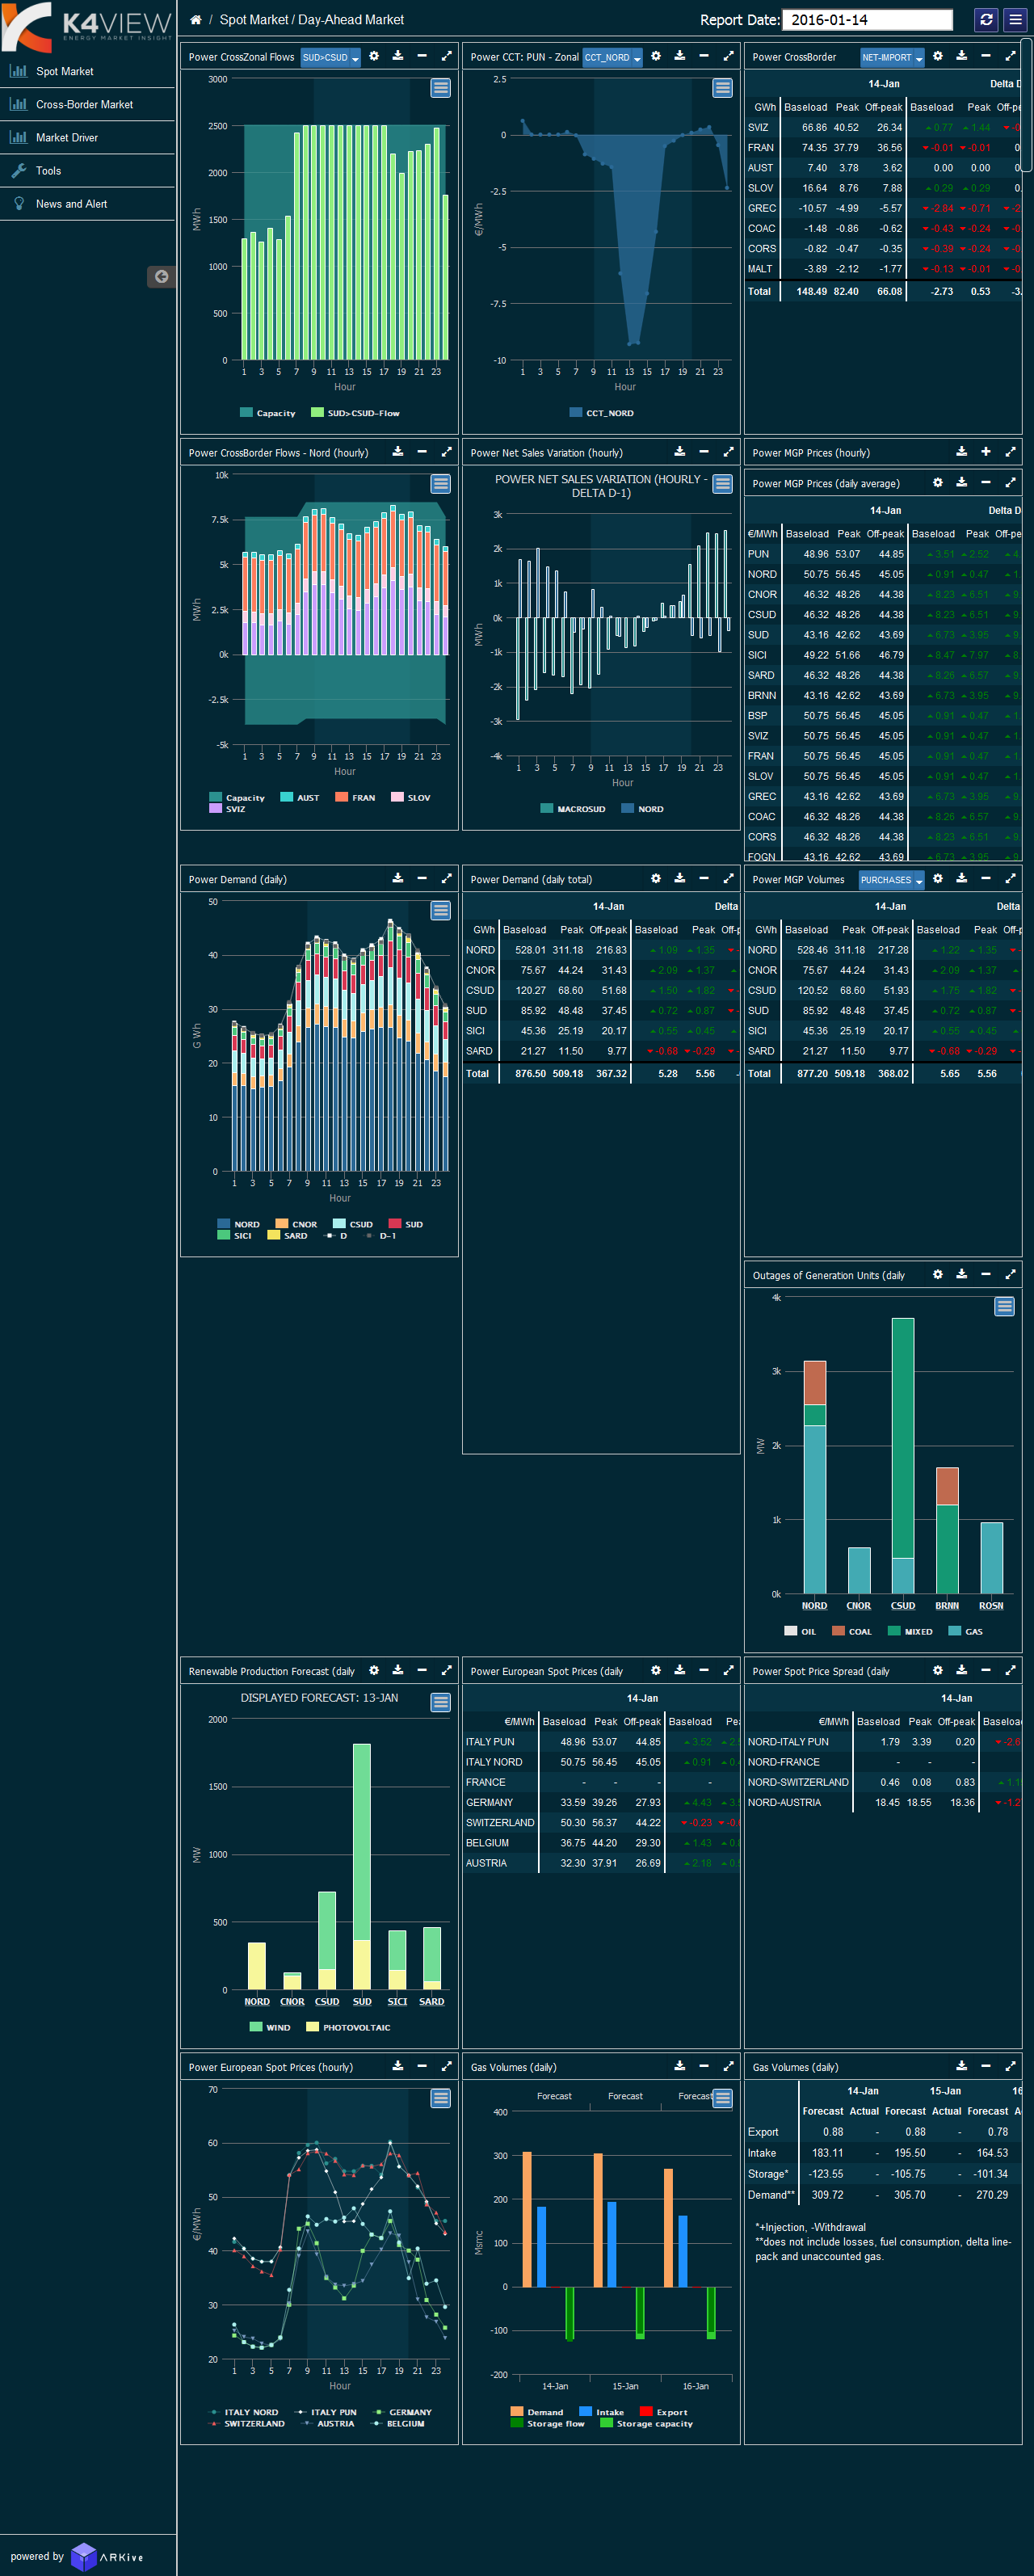 K4VIEW
ENERGY MARKET INSIGHT
/ Spot Market / Day-Ahead Market
Report Date: 2016-01-14
Spot Market
Cross-Border Market
Market Driver
Tools
News and Alert
Power CrossZonal Flows SUD>CSUD
3000
2500
2000
1500
1000
500
0
MWh
1 3 5 7 9 11 13 15 17 19 21 23
Hour
Capacity SUD>CSUD-Flow
Power CCT: PUN - Zonal CCT_NORD
2.5
0
-2.5
-5
-7.5
-10
€/MWh
1 3 5 7 9 11 13 15 17 19 21 23
Hour
CCT_NORD
Power CrossBorder NET-IMPORT
14-Jan Delta D
GWh Baseload Peak Off-peak Baseload Peak Off-p
SVIZ 66.86 40.52 26.34 0.77 1.44 -0
FRAN 74.35 37.79 36.56 -0.01 -0.01 0
AUST 7.40 3.78 3.62 0.00 0.00 0
SLOV 16.64 8.76 7.88 0.29 0.29 0.
GREC -10.57 -4.99 -5.57 -2.84 -0.71 -2
COAC -1.48 -0.86 -0.62 -0.43 -0.24 -0
CORS -0.82 -0.47 -0.35 -0.39 -0.24 -0
MALT -3.89 -2.12 -1.77 -0.13 -0.01 -0
Total 148.49 82.40 66.08 -2.73 0.53 -3.
Power CrossBorder Flows - Nord (hourly)
10k
7.5k
5k
2.5k
0k
-2.5k
-5k
MWh
1 3 5 7 9 11 13 15 17 19 21 23
Hour
Capacity AUST FRAN SLOV
SVIZ
Power Net Sales Variation (hourly)
POWER NET SALES VARIATION (HOURLY -
DELTA D-1)
3k
2k
1k
0k
-1k
-2k
-3k
-4k
MWh
1 3 5 7 9 11 13 15 17 19 21 23
Hour
MACROSUD NORD
Power MGP Prices (hourly)
Power MGP Prices (daily average)
14-Jan Delta D
€/MWh Baseload Peak Off-peak Baseload Peak Off-pe
PUN 48.96 53.07 44.85 3.51 2.52 4.
NORD 50.75 56.45 45.05 0.91 0.47 1.
CNOR 46.32 48.26 44.38 8.23 6.51 9.
CSUD 46.32 48.26 44.38 8.23 6.51 9.
SUD 43.16 42.62 43.69 6.73 3.95 9.
SICI 49.22 51.66 46.79 8.47 7.97 8.
SARD 46.32 48.26 44.38 8.26 6.57 9.
BRNN 43.16 42.62 43.69 6.73 3.95 9.
BSP 50.75 56.45 45.05 0.91 0.47 1.
SVIZ 50.75 56.45 45.05 0.91 0.47 1.
FRAN 50.75 56.45 45.05 0.91 0.47 1.
SLOV 50.75 56.45 45.05 0.91 0.47 1.
GREC 43.16 42.62 43.69 6.73 3.95 9.
COAC 46.32 48.26 44.38 8.26 6.57 9.
CORS 46.32 48.26 44.38 8.23 6.51 9.
FOGN 43.16 42.62 43.69 6.73 3.95 9.
Power Demand (daily)
50
40
30
20
10
0
G Wh
1 3 5 7 9 11 13 15 17 19 21 23
Hour
NORD CNOR CSUD SUD
SICI SARD D D-1
Power Demand (daily total)
14-Jan Delta
GWh Baseload Peak Off-peak Baseload Peak Off-p
NORD 528.01 311.18 216.83 1.09 1.35 -
CNOR 75.67 44.24 31.43 2.09 1.37
CSUD 120.27 68.60 51.68 1.50 1.82 -
SUD 85.92 48.48 37.45 0.72 0.87 -
SICI 45.36 25.19 20.17 0.55 0.45
SARD 21.27 11.50 9.77 -0.68 -0.29 -
Total 876.50 509.18 367.32 5.28 5.56 -
Power MGP Volumes PURCHASES
14-Jan Delta
GWh Baseload Peak Off-peak Baseload Peak Off-p
NORD 528.46 311.18 217.28 1.22 1.35 -
CNOR 75.67 44.24 31.43 2.09 1.37
CSUD 120.52 68.60 51.93 1.75 1.82 -
SUD 85.92 48.48 37.45 0.72 0.87 -
SICI 45.36 25.19 20.17 0.55 0.45
SARD 21.27 11.50 9.77 -0.68 -0.29 -
Total 877.20 509.18 368.02 5.65 5.56
Outages of Generation Units (daily
4k
3k
2k
1k
0k
MW
NORD CNOR CSUD BRNN ROSN
OIL COAL MIXED GAS
Renewable Production Forecast (daily
DISPLAYED FORECAST: 13-JAN
2000
1500
1000
500
0
MW
NORD CNOR CSUD SUD SICI SARD
WIND PHOTOVOLTAIC
Power European Spot Prices (daily
14-Jan
€/MWh Baseload Peak Off-peak Baseload Pea
ITALY PUN 48.96 53.07 44.85 3.52 2.
ITALY NORD 50.75 56.45 45.05 0.91 0.
FRANCE - - - -
GERMANY 33.59 39.26 27.93 4.43 3.
SWITZERLAND 50.30 56.37 44.22 -0.23 -0.
BELGIUM 36.75 44.20 29.30 1.43 0.
AUSTRIA 32.30 37.91 26.69 2.18 0.
Power Spot Price Spread (daily
14-Jan
€/MWh Baseload Peak Off-peak Baseloa
NORD-ITALY PUN 1.79 3.39 0.20 -2.6
NORD-FRANCE - - -
NORD-SWITZERLAND 0.46 0.08 0.83 1.1
NORD-AUSTRIA 18.45 18.55 18.36 -1.2
Power European Spot Prices (hourly)
70
60
50
40
30
20
€/MWh
1 3 5 7 9 11 13 15 17 19 21 23
Hour
ITALY NORD ITALY PUN GERMANY
SWITZERLAND AUSTRIA BELGIUM
Gas Volumes (daily)
Forecast Forecast Forecast
400
300
200
100
0
-100
-200
Msmc
14-Jan 15-Jan 16-Jan
Demand Intake Export
Storage flow Storage capacity
Gas Volumes (daily)
14-Jan 15-Jan 16
Forecast Actual Forecast Actual Forecast A
Export 0.88 - 0.88 - 0.78
Intake 183.11 - 195.50 - 164.53
Storage* -123.55 - -105.75 - -101.34
Demand** 309.72 - 305.70 - 270.29
*+Injection, -Withdrawal
**does not include losses, fuel consumption, delta line-
pack and unaccounted gas.
powered by ARKive